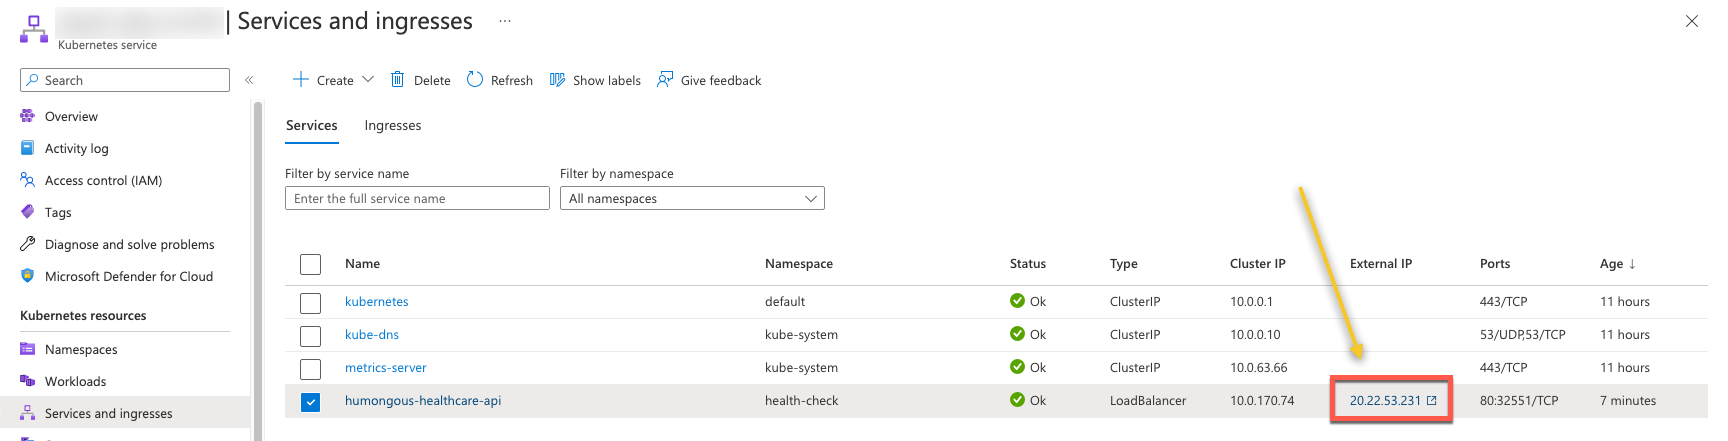 | Services and ingresses ...
Kubernetes service
Search «
Create Delete Refresh Show labels Give feedback
Overview
Activity log
Access control (IAM)
Tags
Diagnose and solve problems
Microsoft Defender for Cloud
Kubernetes resources
Namespaces
Workloads
Services and ingresses
Services Ingresses
Filter by service name Filter by namespace
Enter the full service name All namespaces
Name Namespace Status Type Cluster IP External IP Ports Age ↓
kubernetes default Ok ClusterIP 10.0.0.1 443/TCP 11 hours
kube-dns kube-system Ok ClusterIP 10.0.0.10 53/UDP,53/TCP 11 hours
metrics-server kube-system Ok ClusterIP 10.0.63.66 443/TCP 11 hours
humongous-healthcare-api health-check Ok LoadBalancer 10.0.170.74 20.22.53.231 80:32551/TCP 7 minutes